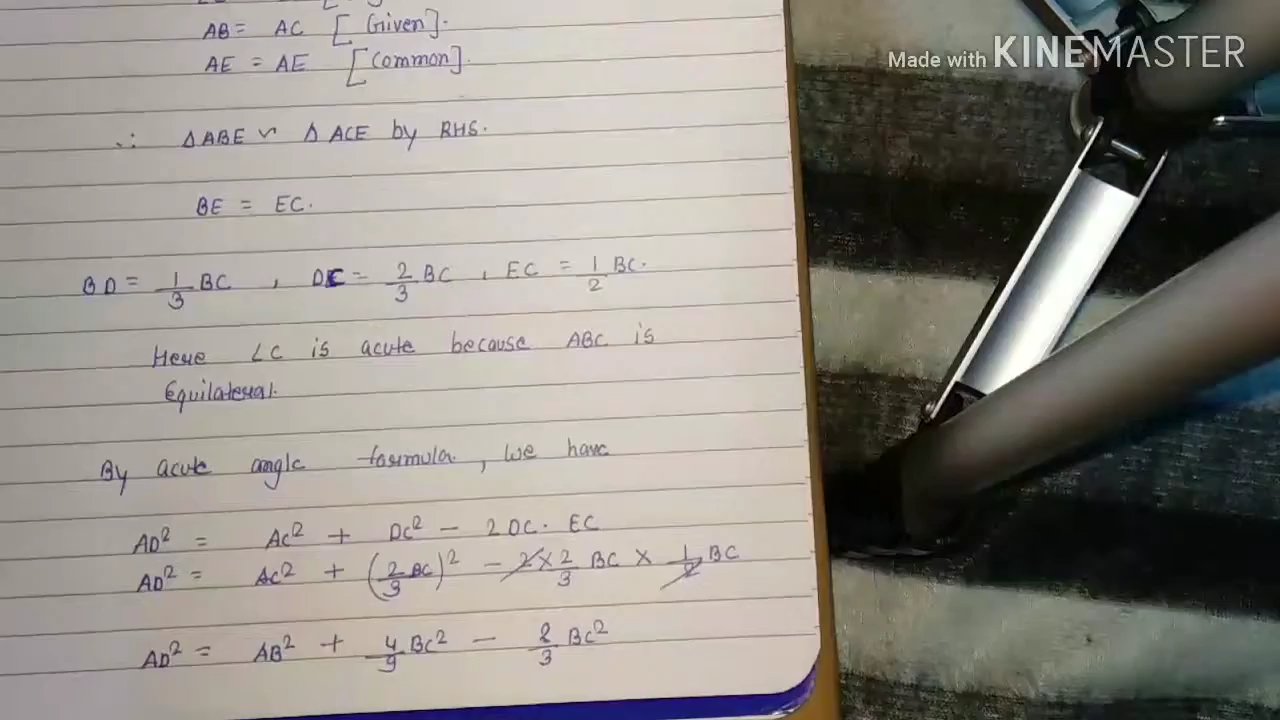 AB = AC [Given].
AE = AE [Common].
Made with KINEMASTER
∴ ΔABE ~ ΔACE by RHS.
BE = EC.
BD = 1/3 BC , DC = 2/3 BC , EC = 1/2 BC.
Here ∠C is acute because ABC is
Equilateral.
By acute angle formula, we have
AD² = AC² + DC² - 2DC. EC
AD² = AC² + (2/3 BC)² - 2 × 2/3 BC × 1/2 BC
AD² = AB² + 4/9 BC² - 2/3 BC²